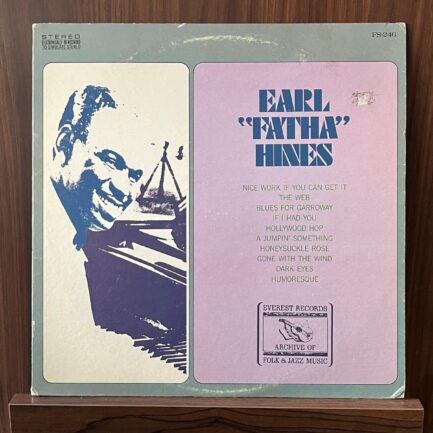 STEREO
ELECTRONICALLY RE-RECORDED
TO SIMULATE STEREO
FS-246
EARL
"FATHA"
HINES
NICE WORK IF YOU CAN GET IT
THE WEB
BLUES FOR GARROWAY
IF I HAD YOU
HOLLYWOOD HOP
A JUMPIN' SOMETHING
HONEYSUCKLE ROSE
GONE WITH THE WIND
DARK EYES
HUMORESQUE
EVEREST RECORDS
ARCHIVE OF
FOLK & JAZZ MUSIC